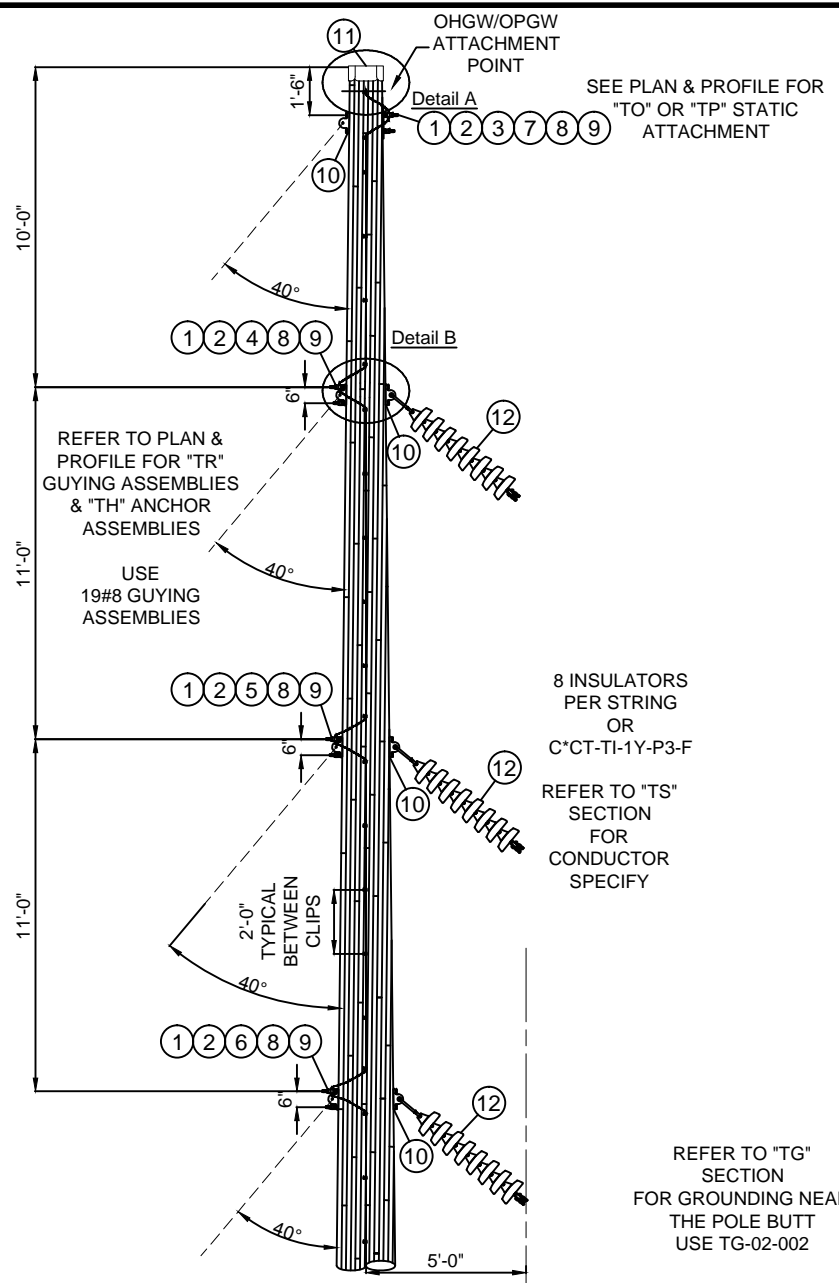 OHGW/OPGW
ATTACHMENT
POINT
11
1'-6"
Detail A
SEE PLAN & PROFILE FOR
"TO" OR "TP" STATIC
ATTACHMENT
1 2 3 7 8 9
10
10'-0"
40°
1 2 4 8 9
Detail B
6"
12
10
REFER TO PLAN &
PROFILE FOR "TR"
GUYING ASSEMBLIES
& "TH" ANCHOR
ASSEMBLIES
USE
19#8 GUYING
ASSEMBLIES
11'-0"
40°
1 2 5 8 9
6"
12
10
8 INSULATORS
PER STRING
OR
C*CT-TI-1Y-P3-F
REFER TO "TS"
SECTION
FOR
CONDUCTOR
SPECIFY
2'-0"
TYPICAL
BETWEEN
CLIPS
11'-0"
40°
1 2 6 8 9
6"
12
10
REFER TO "TG"
SECTION
FOR GROUNDING NEA
THE POLE BUTT
USE TG-02-002
40°
5'-0"